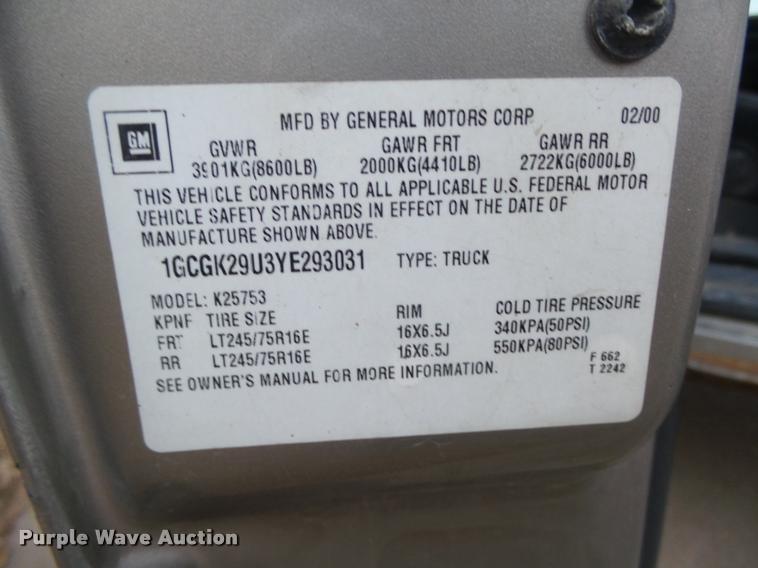 MFD BY GENERAL MOTORS CORP 02/00
GM
GVWR GAWR FRT GAWR RR
3901KG(8600LB) 2000KG(4410LB) 2722KG(6000LB)
THIS VEHICLE CONFORMS TO ALL APPLICABLE U.S. FEDERAL MOTOR
VEHICLE SAFETY STANDARDS IN EFFECT ON THE DATE OF
MANUFACTURE SHOWN ABOVE.
1GCGK29U3YE293031 TYPE: TRUCK
MODEL: K25753
KPNF TIRE SIZE RIM COLD TIRE PRESSURE
FRT LT245/75R16E 16X6.5J 340KPA(50PSI)
RR LT245/75R16E 16X6.5J 550KPA(80PSI)
SEE OWNER'S MANUAL FOR MORE INFORMATION.
F 662
T 2242
Purple Wave Auction